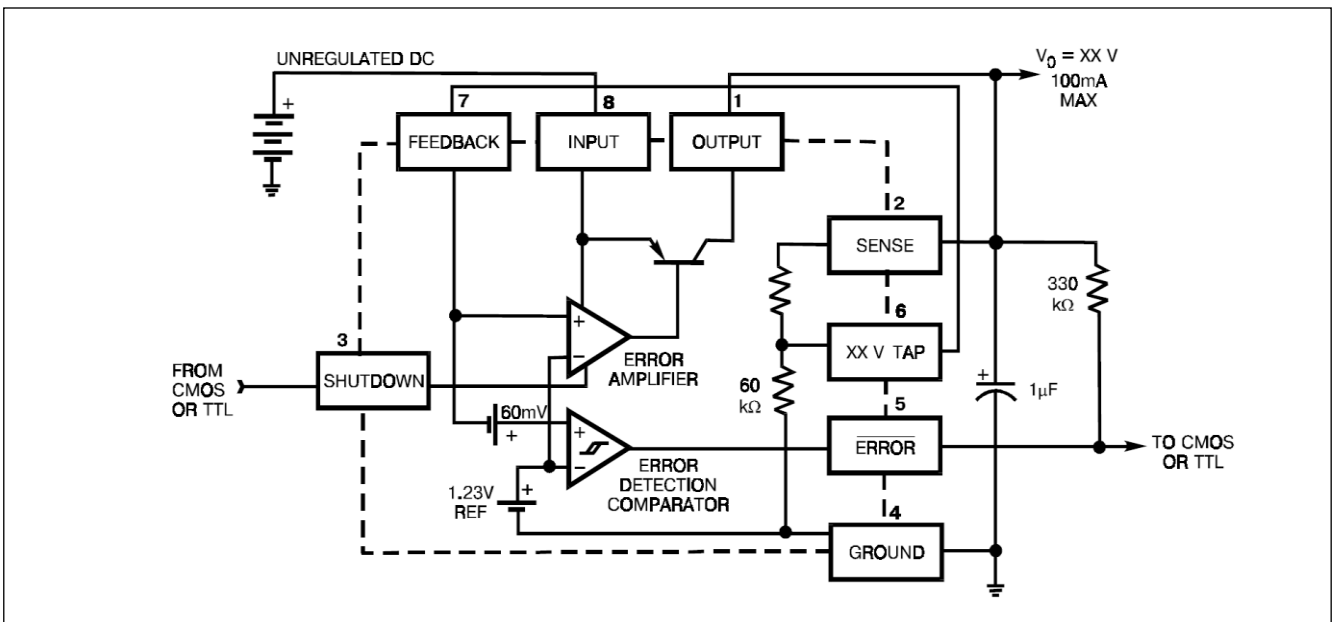 UNREGULATED DC
V₀ = XX V
100mA
MAX
+
7
8
1
FEEDBACK
INPUT
OUTPUT
2
SENSE
330
kΩ
6
XX V TAP
+
−
ERROR
AMPLIFIER
3
SHUTDOWN
FROM
CMOS
OR TTL
60
kΩ
+
1µF
5
60mV
+
+
−
ERROR
TO CMOS
OR TTL
ERROR
DETECTION
COMPARATOR
1.23V
REF
+
4
GROUND